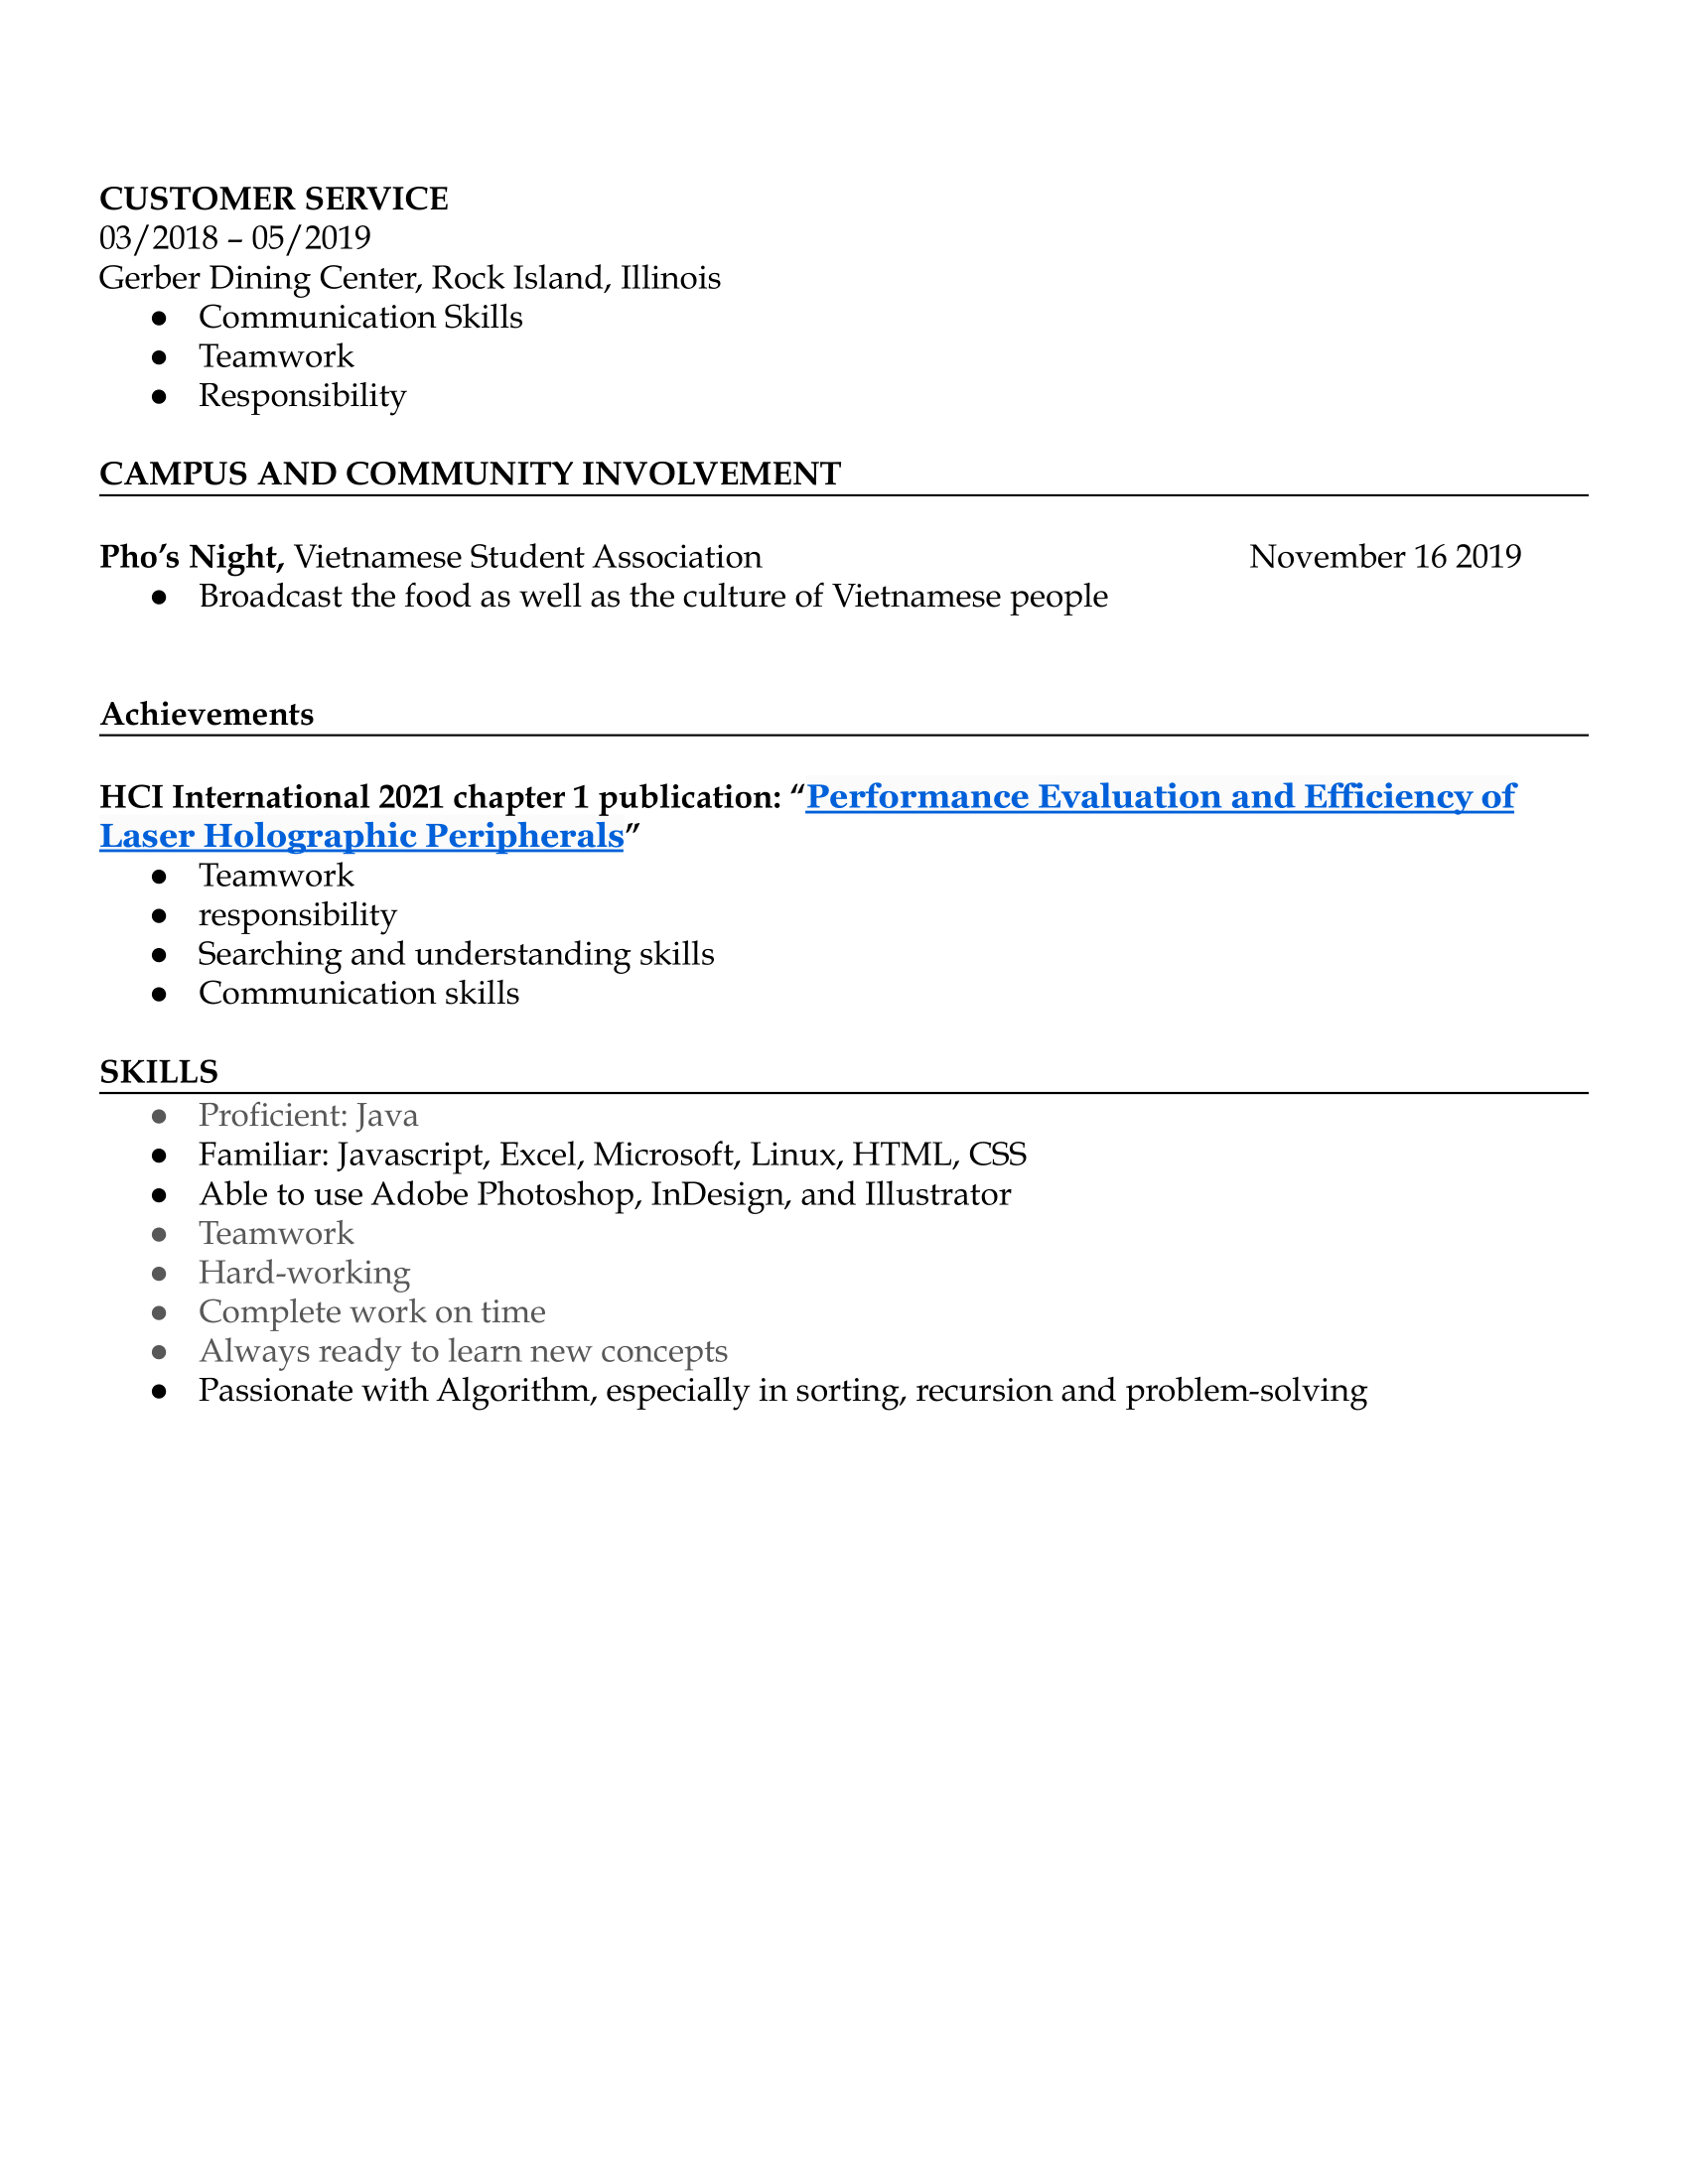 CUSTOMER SERVICE
03/2018 – 05/2019
Gerber Dining Center, Rock Island, Illinois
● Communication Skills
● Teamwork
● Responsibility
CAMPUS AND COMMUNITY INVOLVEMENT
Pho’s Night, Vietnamese Student Association November 16 2019
● Broadcast the food as well as the culture of Vietnamese people
Achievements
HCI International 2021 chapter 1 publication: “Performance Evaluation and Efficiency of
Laser Holographic Peripherals”
● Teamwork
● responsibility
● Searching and understanding skills
● Communication skills
SKILLS
● Proficient: Java
● Familiar: Javascript, Excel, Microsoft, Linux, HTML, CSS
● Able to use Adobe Photoshop, InDesign, and Illustrator
● Teamwork
● Hard-working
● Complete work on time
● Always ready to learn new concepts
● Passionate with Algorithm, especially in sorting, recursion and problem-solving